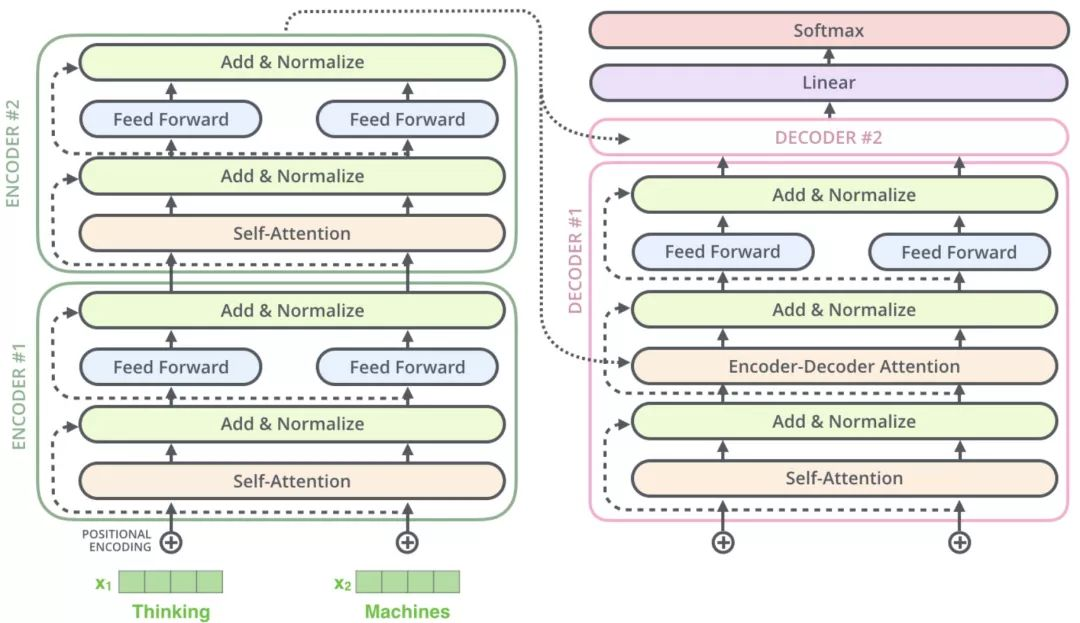 ENCODER #2
Add & Normalize
Feed Forward
Feed Forward
Add & Normalize
Self-Attention
ENCODER #1
Add & Normalize
Feed Forward
Feed Forward
Add & Normalize
Self-Attention
POSITIONAL
ENCODING
x1
x2
Thinking
Machines
Softmax
Linear
DECODER #2
DECODER #1
Add & Normalize
Feed Forward
Feed Forward
Add & Normalize
Encoder-Decoder Attention
Add & Normalize
Self-Attention